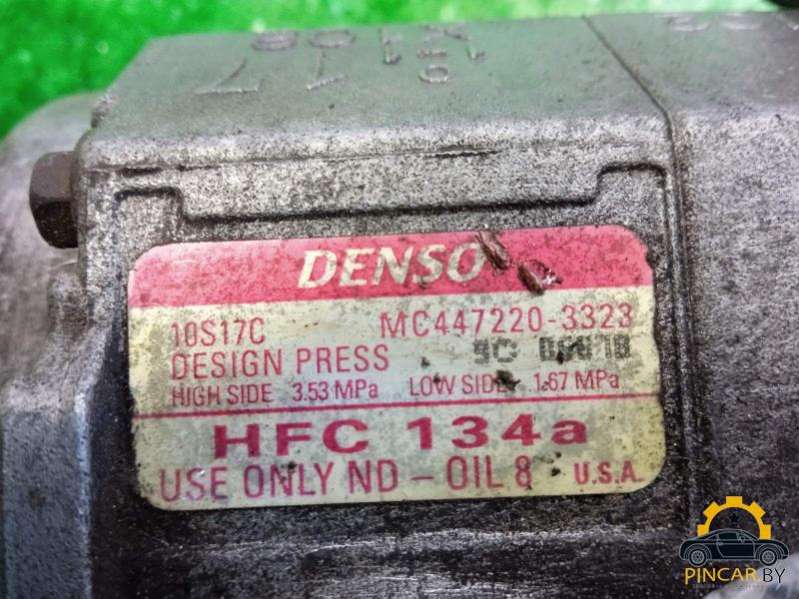 DENSO
10S17C MC447220-3323
DESIGN PRESS
HIGH SIDE 3.53 MPa LOW SIDE 1.67 MPa
HFC 134a
USE ONLY ND-OIL 8 U.S.A.
PINCAR.BY